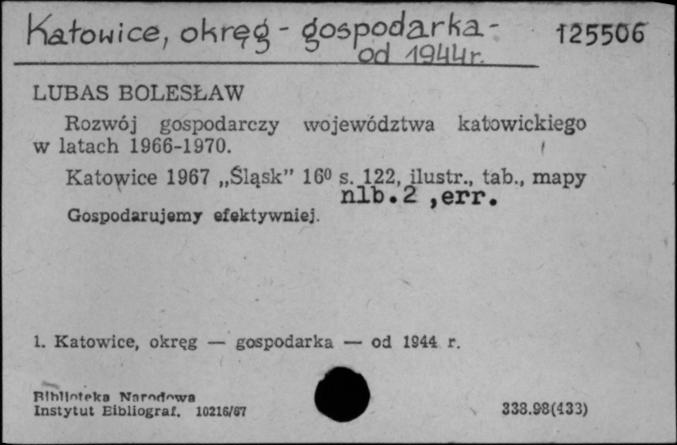 Katowice, okręg - gospodarka - 125506
od 1944 r.
LUBAS BOLESŁAW
Rozwój gospodarczy województwa katowickiego
w latach 1966-1970.
Katowice 1967 „Śląsk” 16⁰ s. 122, ilustr., tab., mapy
nlb.2 ,err.
Gospodarujemy efektywniej.
1. Katowice, okręg — gospodarka — od 1944 r.
Biblioteka Narodowa
Instytut Bibliograf. 10216/67 338.98(433)